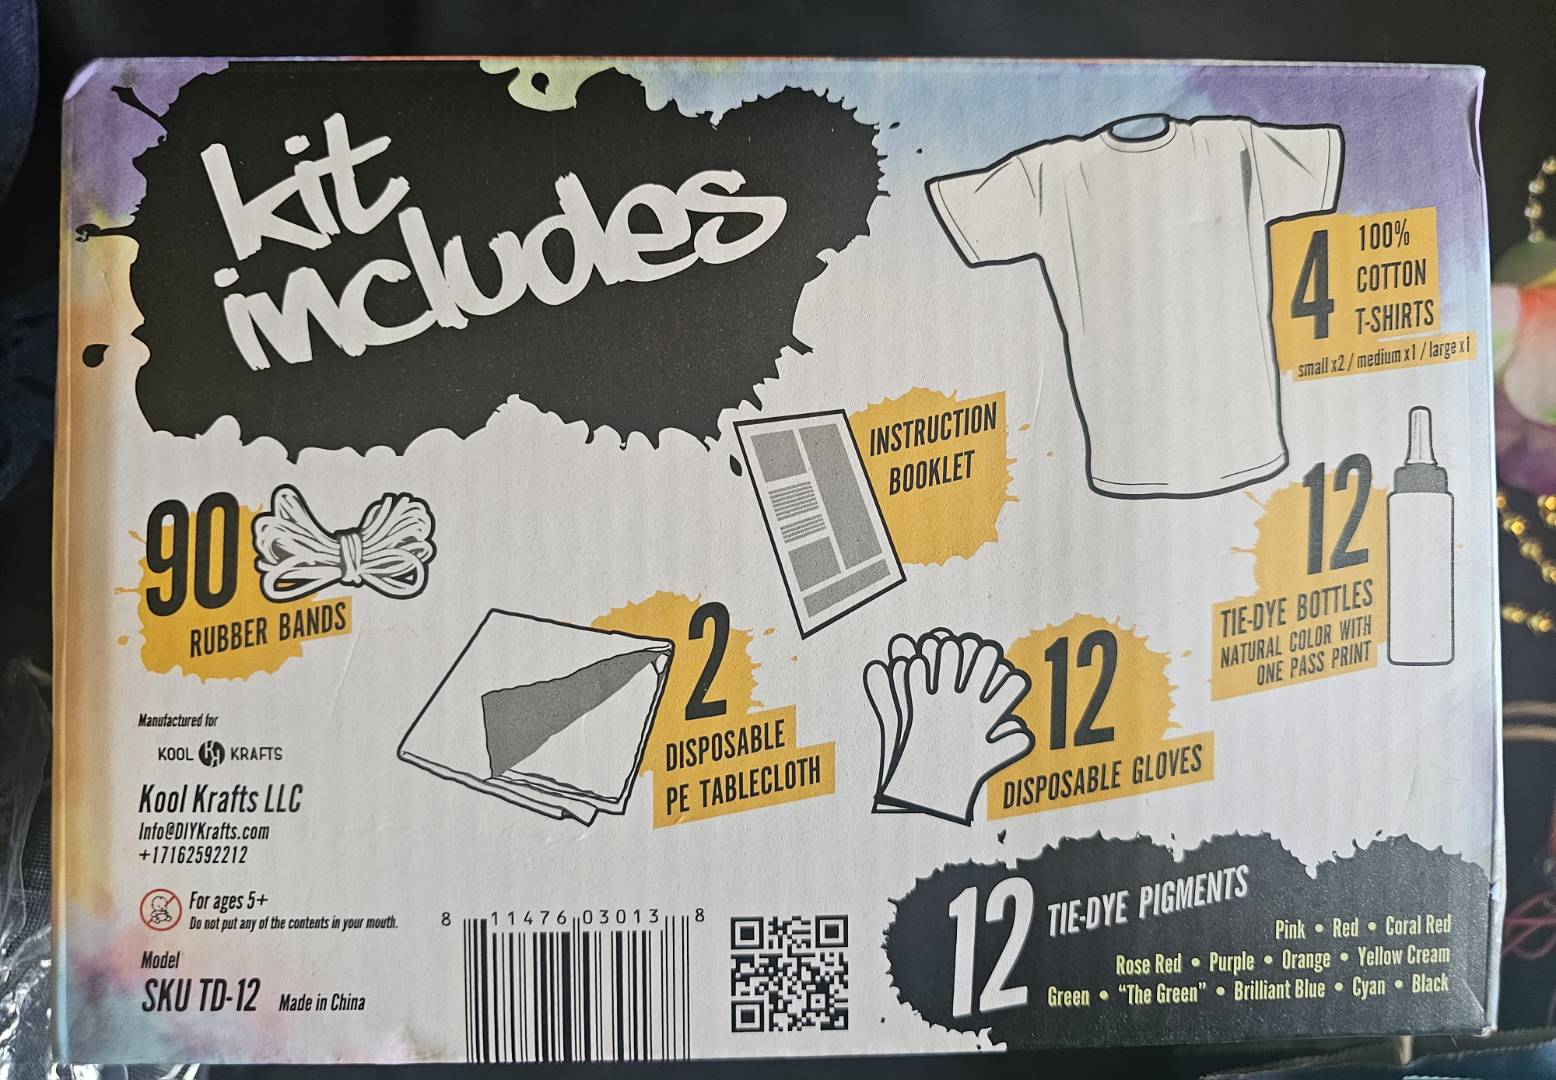 kit
includes
4
100%
COTTON
T-SHIRTS
small x2 / medium x1 / large x1
INSTRUCTION
BOOKLET
90
RUBBER BANDS
12
TIE-DYE BOTTLES
NATURAL COLOR WITH
ONE PASS PRINT
2
DISPOSABLE
PE TABLECLOTH
12
DISPOSABLE GLOVES
Manufactured for
KOOL KK KRAFTS
Kool Krafts LLC
Info@DIYKrafts.com
+17162592212
For ages 5+
Do not put any of the contents in your mouth.
Model
SKU TD-12 Made in China
8 11476 03013 8
12 TIE-DYE PIGMENTS
Pink • Red • Coral Red
Rose Red • Purple • Orange • Yellow Cream
Green • "The Green" • Brilliant Blue • Cyan • Black